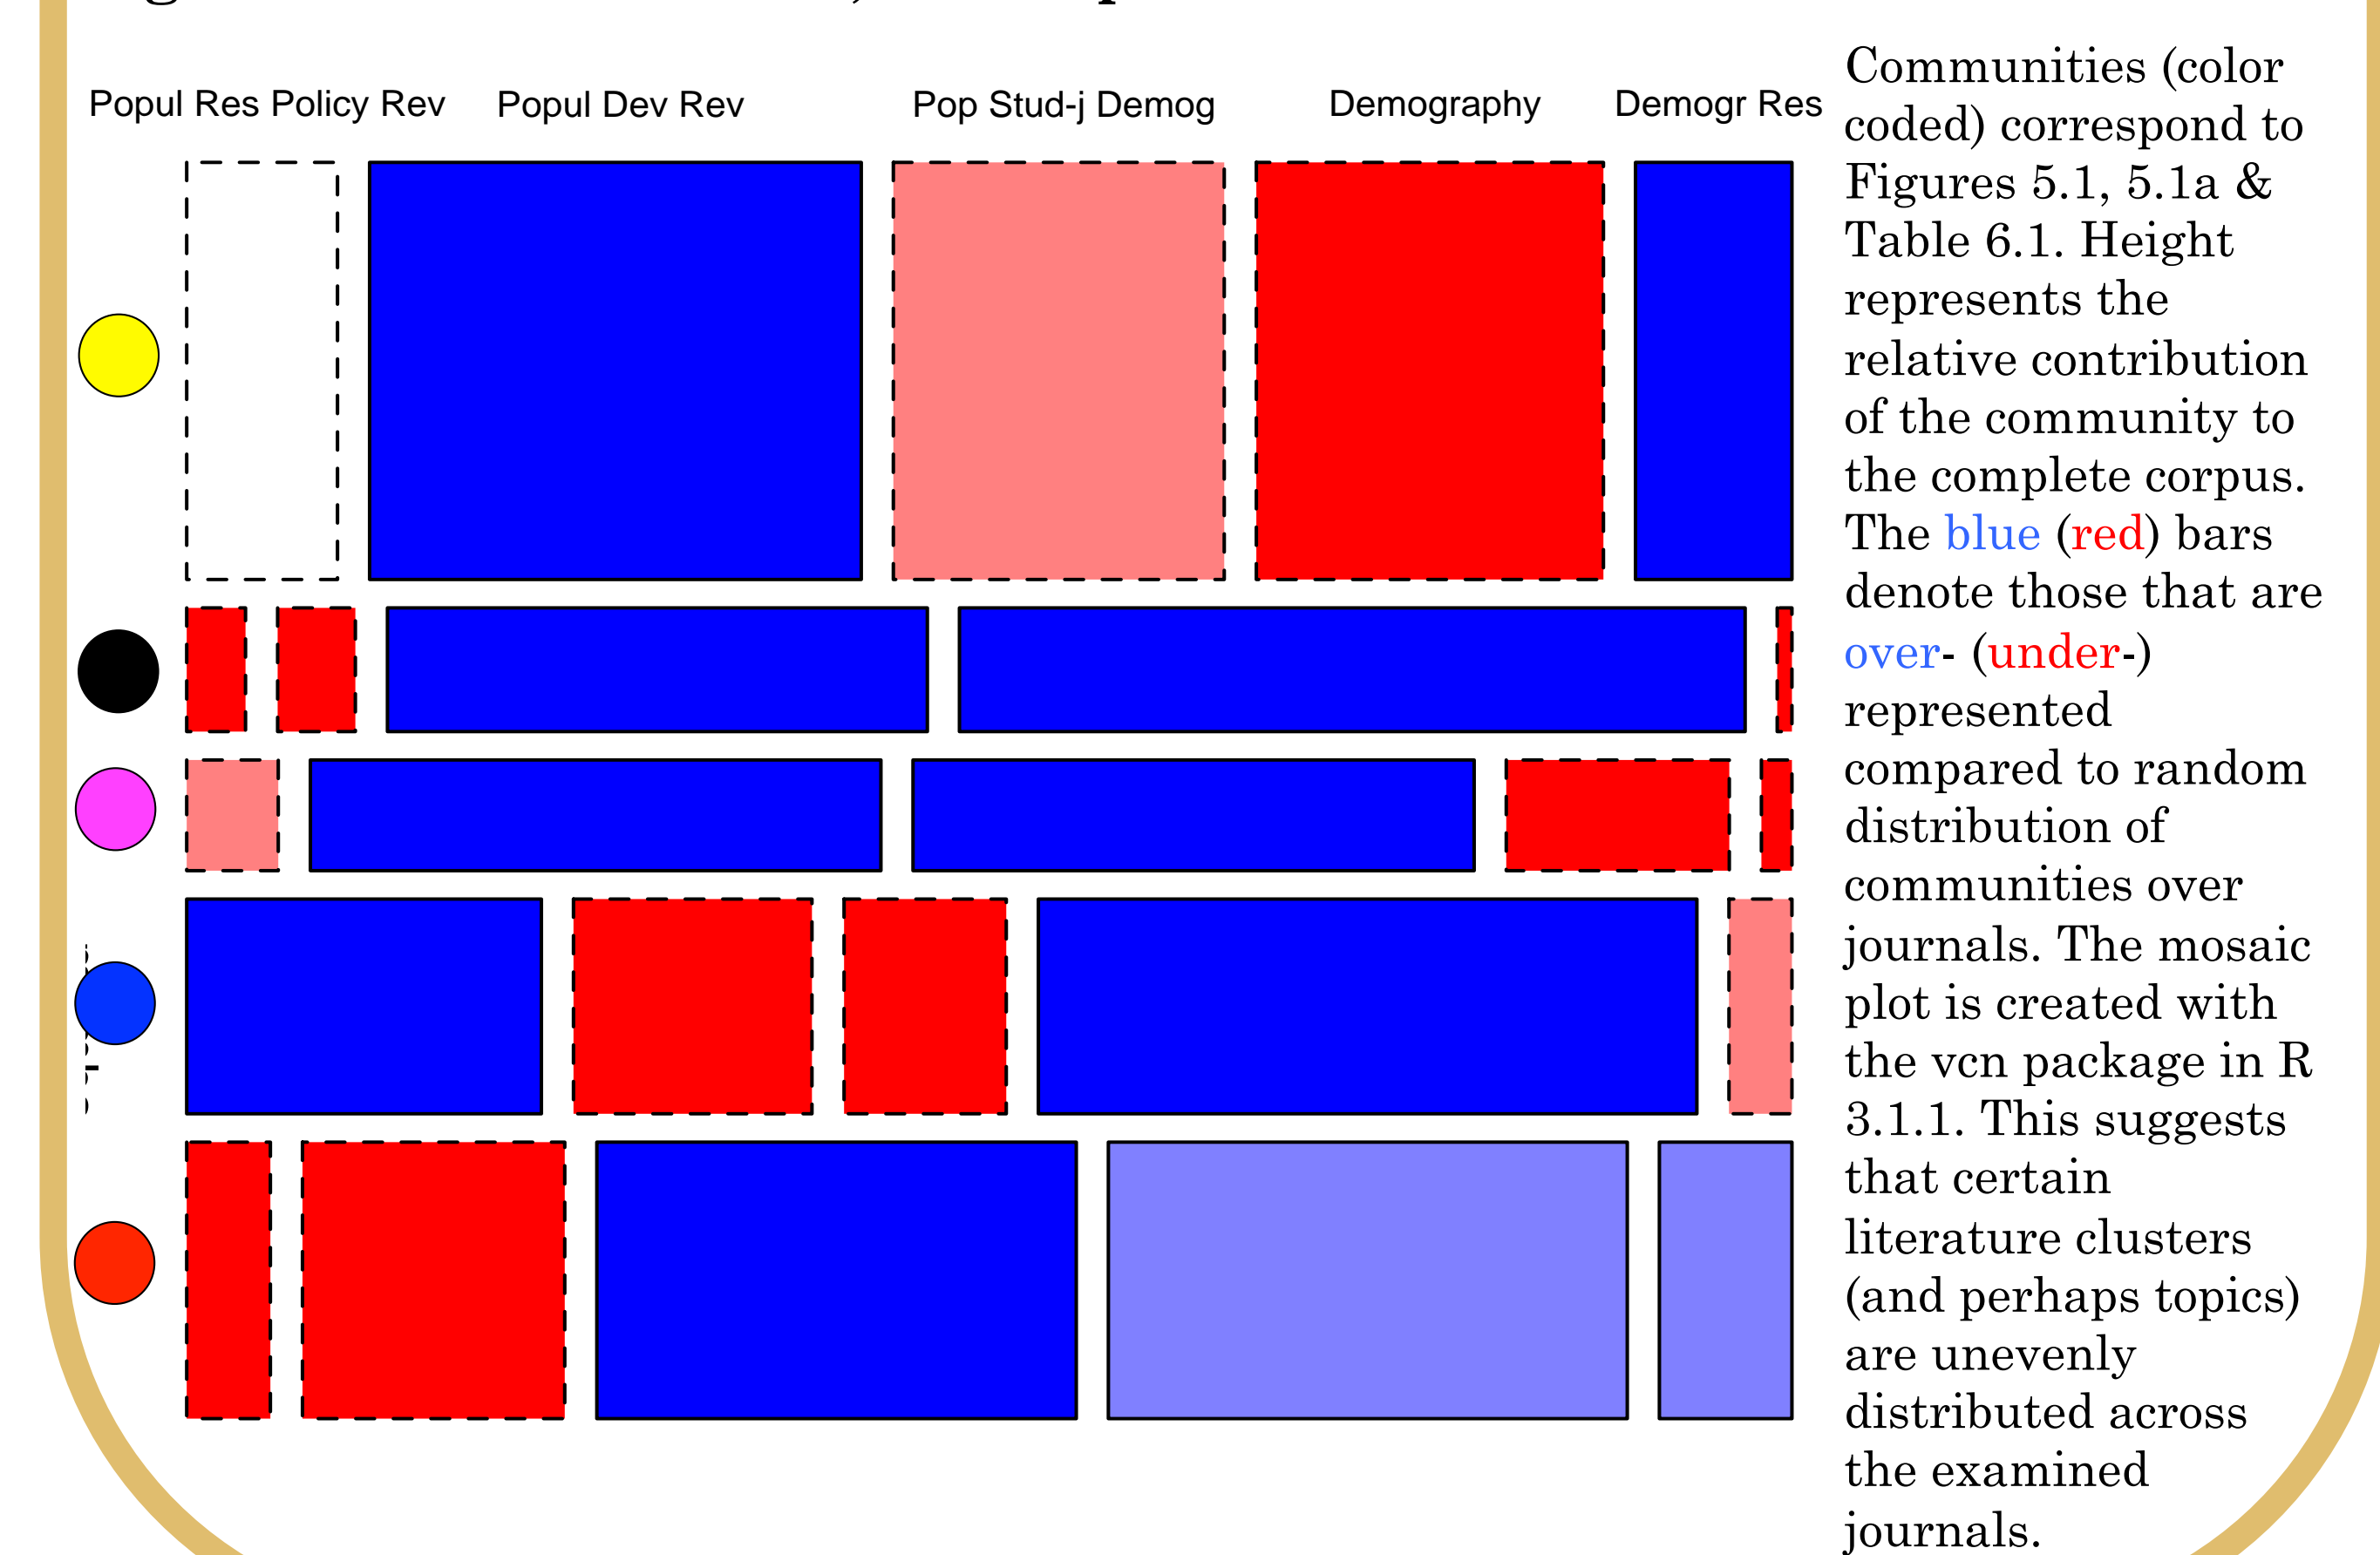 Popul Res Policy Rev Popul Dev Rev Pop Stud-j Demog Demography Demogr Res
Communities (color
coded) correspond to
Figures 5.1, 5.1a &
Table 6.1. Height
represents the
relative contribution
of the community to
the complete corpus.
The blue (red) bars
denote those that are
over- (under-)
represented
compared to random
distribution of
communities over
journals. The mosaic
plot is created with
the vcn package in R
3.1.1. This suggests
that certain
literature clusters
(and perhaps topics)
are unevenly
distributed across
the examined
journals.